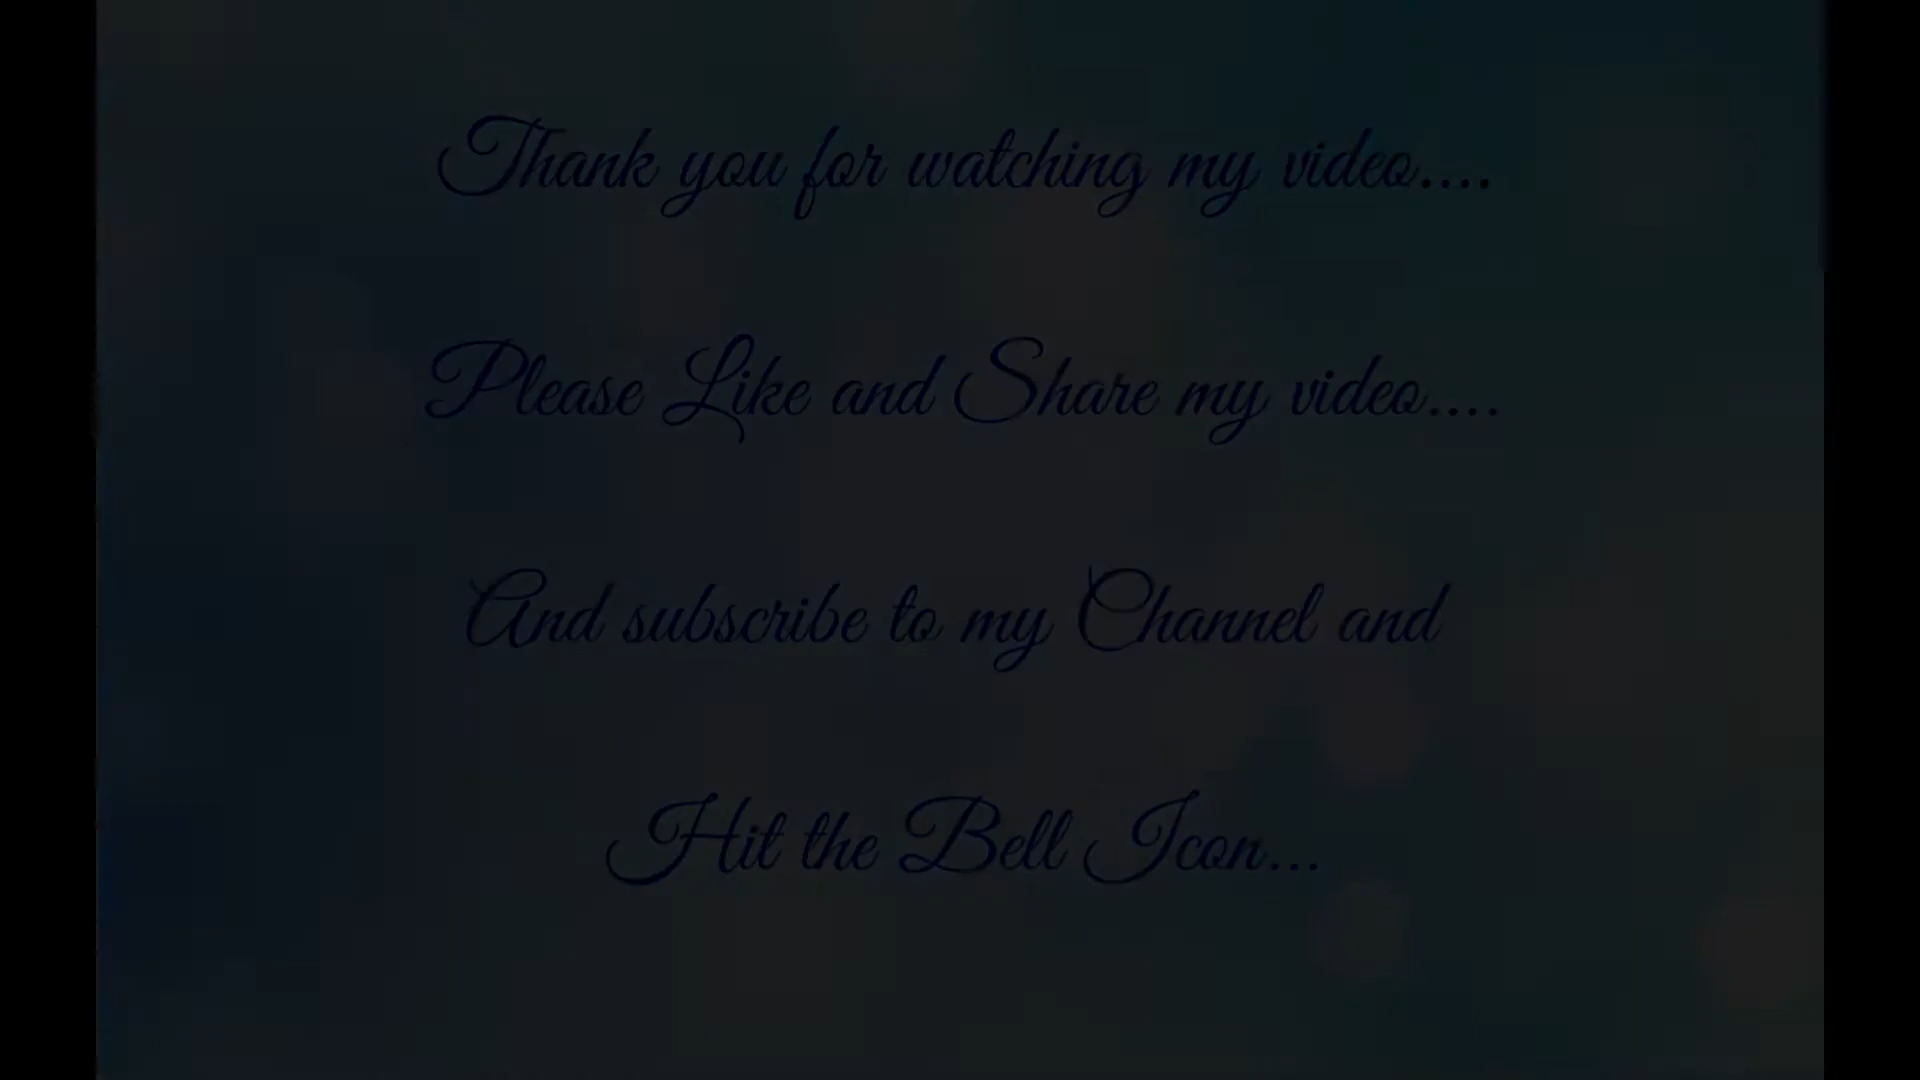 Thank you for watching my video....
Please Like and Share my video....
And subscribe to my Channel and
Hit the Bell Icon...